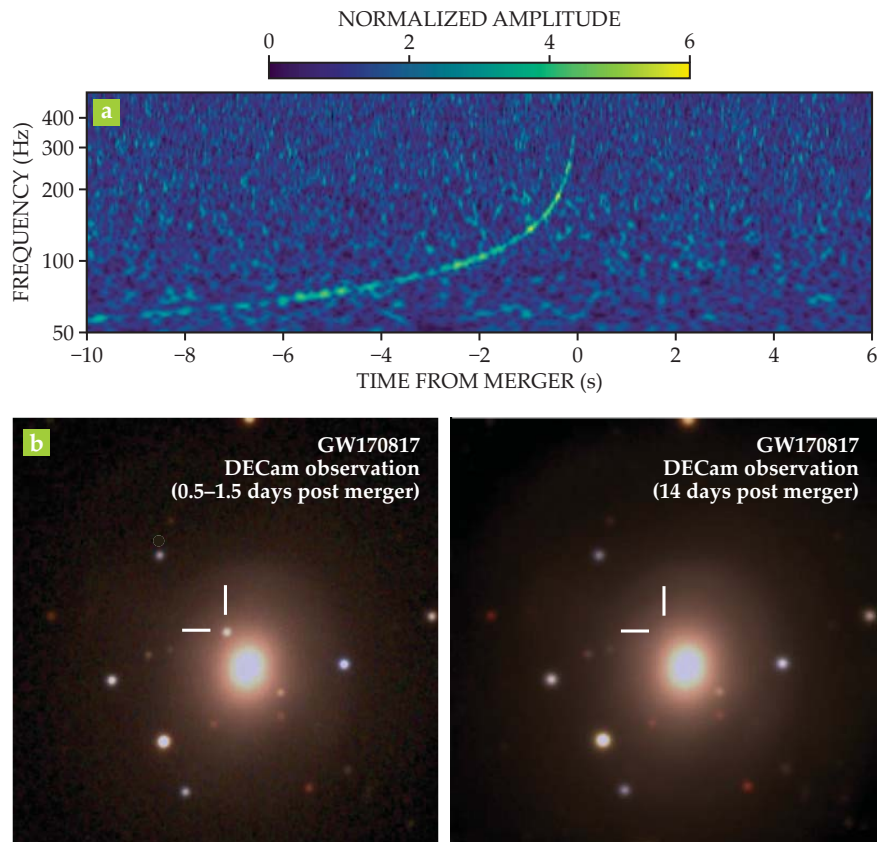 NORMALIZED AMPLITUDE
0 2 4 6
a
FREQUENCY (Hz)
400
300
200
100
50
−10 −8 −6 −4 −2 0 2 4 6
TIME FROM MERGER (s)
b
GW170817
DECam observation
(0.5–1.5 days post merger)
GW170817
DECam observation
(14 days post merger)